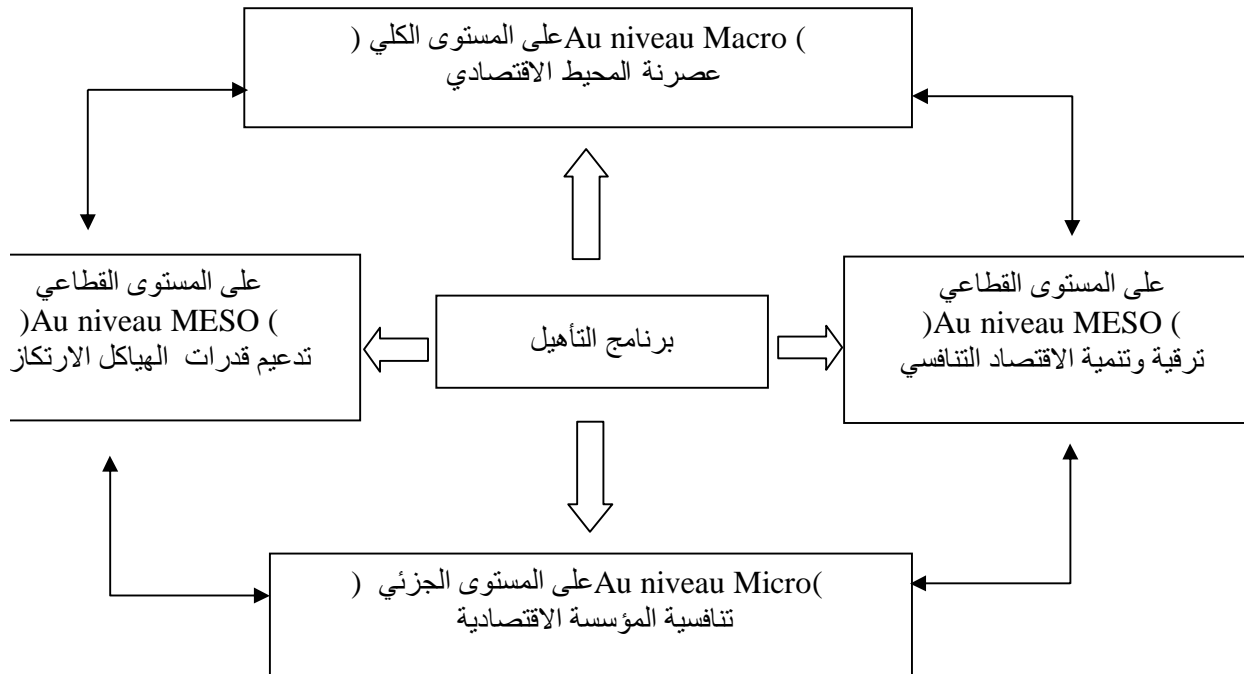 على المستوى الكلي ( Au niveau Macro )
عصرنة المحيط الاقتصادي
على المستوى القطاعي
( Au niveau MESO)
ترقية وتنمية الاقتصاد التنافسي
برنامج التأهيل
على المستوى القطاعي
( Au niveau MESO)
تدعيم قدرات الهياكل الارتكاز
على المستوى الجزئي ( Au niveau Micro)
تنافسية المؤسسة الاقتصادية